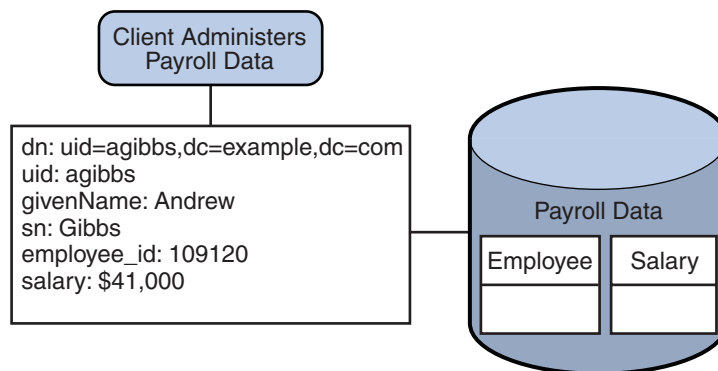 Client Administers
Payroll Data
dn: uid=agibbs,dc=example,dc=com
uid: agibbs
givenName: Andrew
sn: Gibbs
employee_id: 109120
salary: $41,000
Payroll Data
Employee
Salary